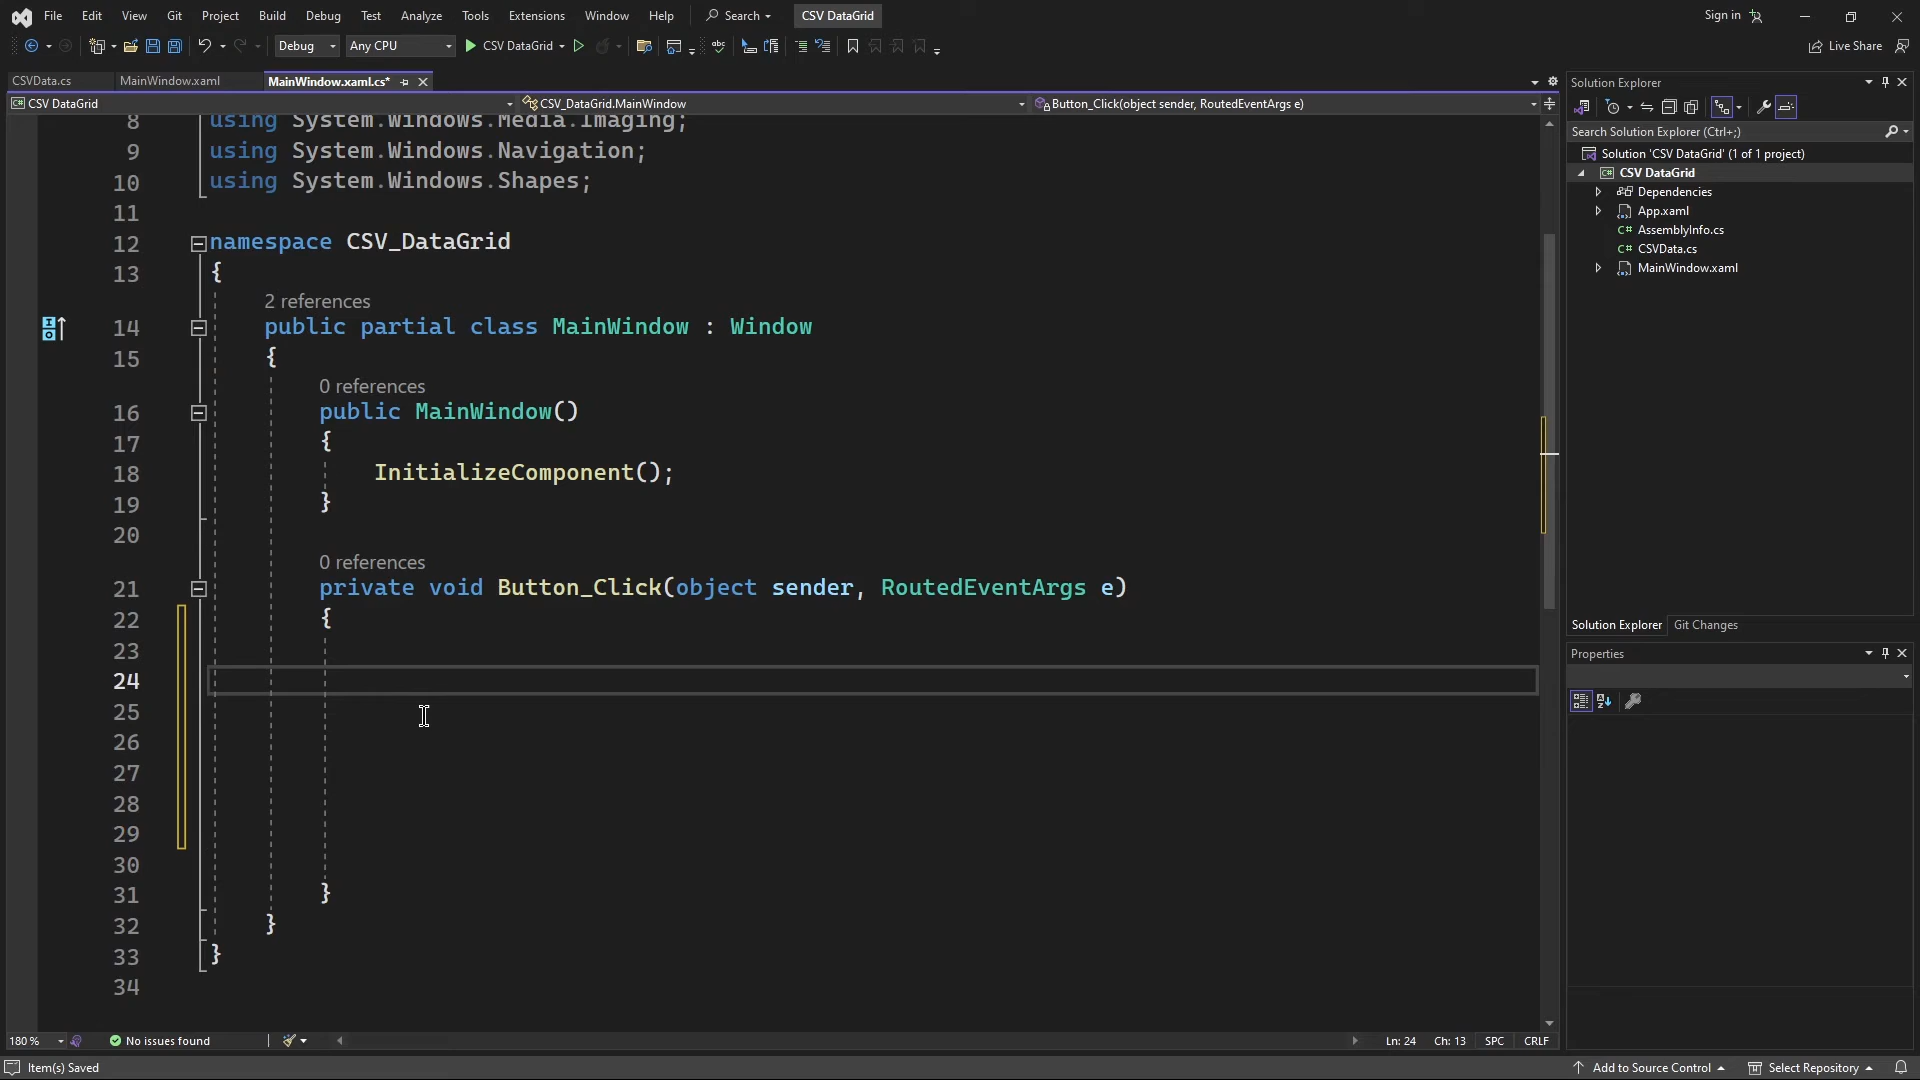 File Edit View Git Project Build Debug Test Analyze Tools Extensions Window Help Search CSV DataGrid Sign in
Debug Any CPU CSV DataGrid Live Share
CSVData.cs MainWindow.xaml MainWindow.xaml.cs*
CSV DataGrid CSV_DataGrid.MainWindow Button_Click(object sender, RoutedEventArgs e)
8 using System.Windows.Media.Imaging;
9 using System.Windows.Navigation;
10 using System.Windows.Shapes;
11
12 namespace CSV_DataGrid
13 {
2 references
14 public partial class MainWindow : Window
15 {
0 references
16 public MainWindow()
17 {
18 InitializeComponent();
19 }
20
0 references
21 private void Button_Click(object sender, RoutedEventArgs e)
22 {
23
24
25
26
27
28
29
30
31 }
32 }
33 }
34
180 % No issues found Ln: 24 Ch: 13 SPC CRLF
Solution Explorer
Search Solution Explorer (Ctrl+;)
Solution 'CSV DataGrid' (1 of 1 project)
CSV DataGrid
Dependencies
App.xaml
AssemblyInfo.cs
CSVData.cs
MainWindow.xaml
Solution Explorer Git Changes
Properties
Item(s) Saved Add to Source Control Select Repository